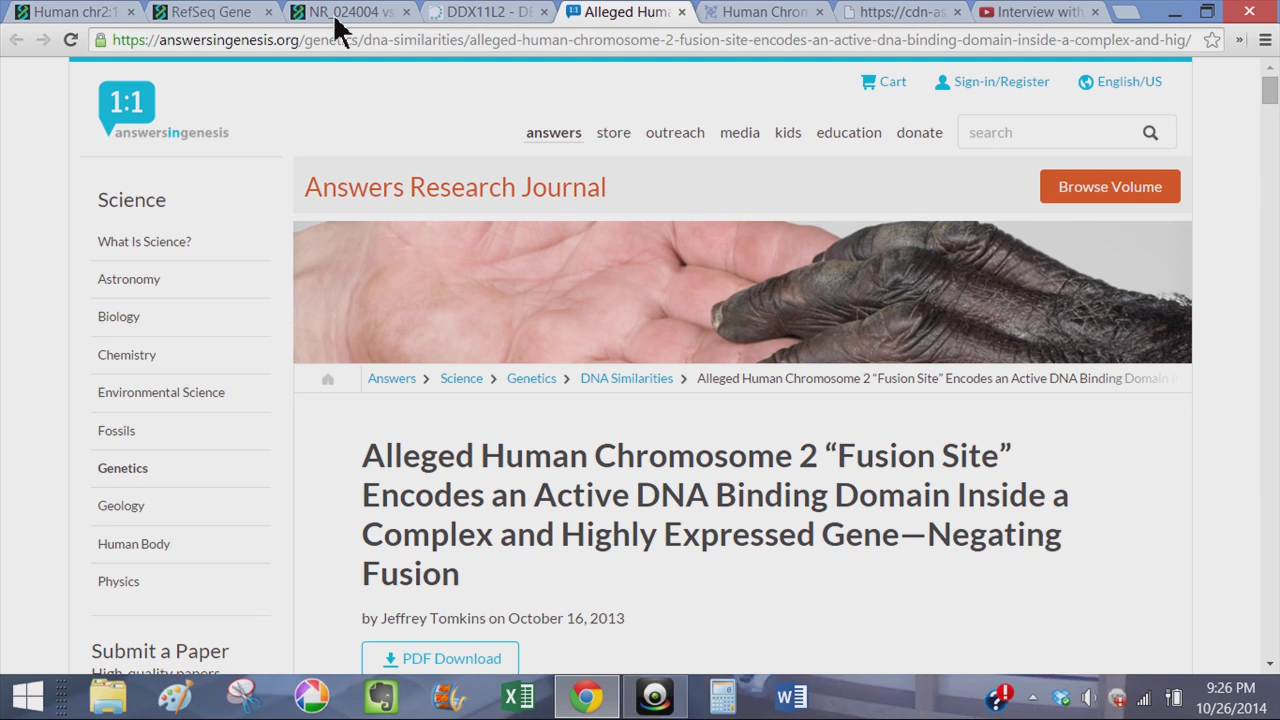 Human chr2:1
RefSeq Gene
NR_024004 vs
DDX11L2 - D
Alleged Huma
Human Chrom
https://cdn-as
Interview with
https://answersingenesis.org/genetics/dna-similarities/alleged-human-chromosome-2-fusion-site-encodes-an-active-dna-binding-domain-inside-a-complex-and-hig/
Cart
Sign-in/Register
English/US
1:1
answersingenesis
answers store outreach media kids education donate
search
Science
What Is Science?
Astronomy
Biology
Chemistry
Environmental Science
Fossils
Genetics
Geology
Human Body
Physics
Submit a Paper
High-quality papers
Answers Research Journal
Browse Volume
Answers > Science > Genetics > DNA Similarities > Alleged Human Chromosome 2 “Fusion Site” Encodes an Active DNA Binding Domain
Alleged Human Chromosome 2 “Fusion Site”
Encodes an Active DNA Binding Domain Inside a
Complex and Highly Expressed Gene—Negating
Fusion
by Jeffrey Tomkins on October 16, 2013
PDF Download
9:26 PM
10/26/2014